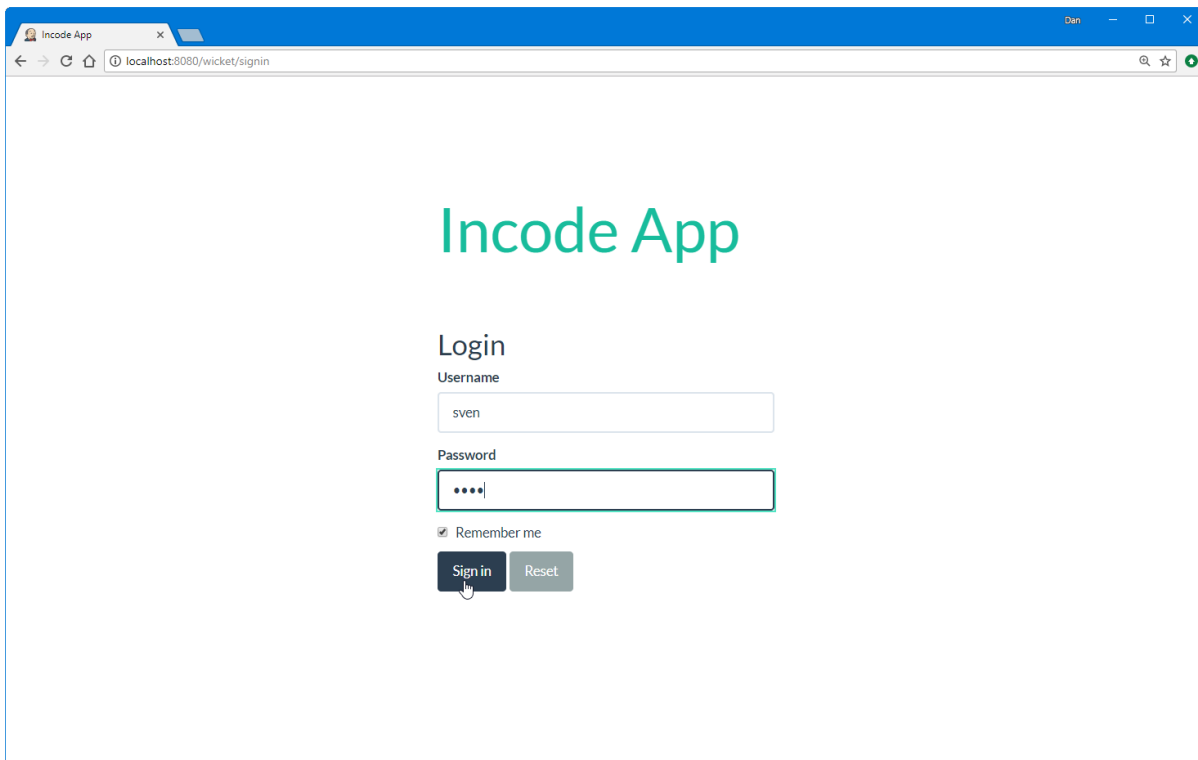 Incode App
Dan
localhost:8080/wicket/signin
Incode App
Login
Username
sven
Password
••••
Remember me
Sign in Reset